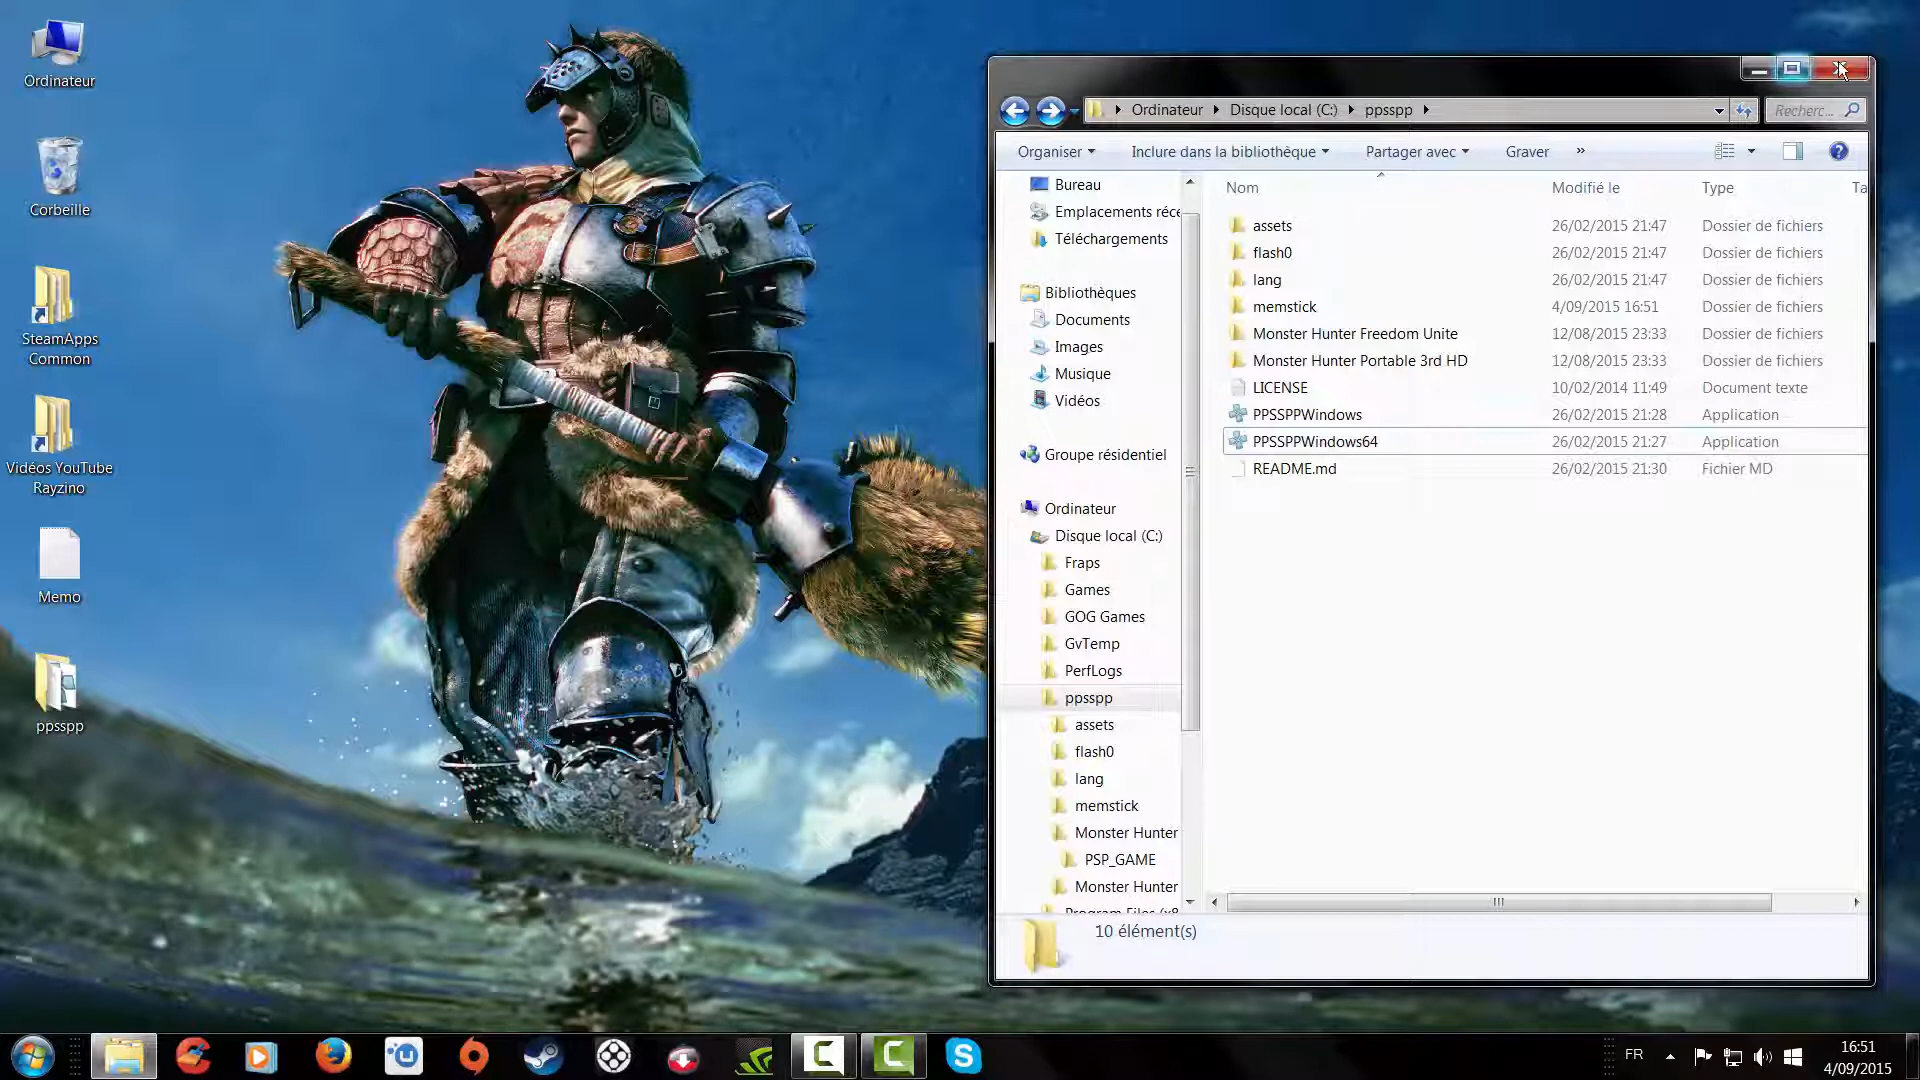 Ordinateur
Corbeille
SteamApps
Common
Vidéos YouTube
Rayzino
Memo
ppsspp
Ordinateur
Disque local (C:)
ppsspp
Recherc...
Organiser
Inclure dans la bibliothèque
Partager avec
Graver
»
Bureau
Emplacements réce
Téléchargements
Bibliothèques
Documents
Images
Musique
Vidéos
Groupe résidentiel
Ordinateur
Disque local (C:)
Fraps
Games
GOG Games
GvTemp
PerfLogs
ppsspp
assets
flash0
lang
memstick
Monster Hunter
PSP_GAME
Monster Hunter
Program Files (x8
Nom Modifié le Type Ta
assets 26/02/2015 21:47 Dossier de fichiers
flash0 26/02/2015 21:47 Dossier de fichiers
lang 26/02/2015 21:47 Dossier de fichiers
memstick 4/09/2015 16:51 Dossier de fichiers
Monster Hunter Freedom Unite 12/08/2015 23:33 Dossier de fichiers
Monster Hunter Portable 3rd HD 12/08/2015 23:33 Dossier de fichiers
LICENSE 10/02/2014 11:49 Document texte
PPSSPPWindows 26/02/2015 21:28 Application
PPSSPPWindows64 26/02/2015 21:27 Application
README.md 26/02/2015 21:30 Fichier MD
10 élément(s)
FR
16:51
4/09/2015